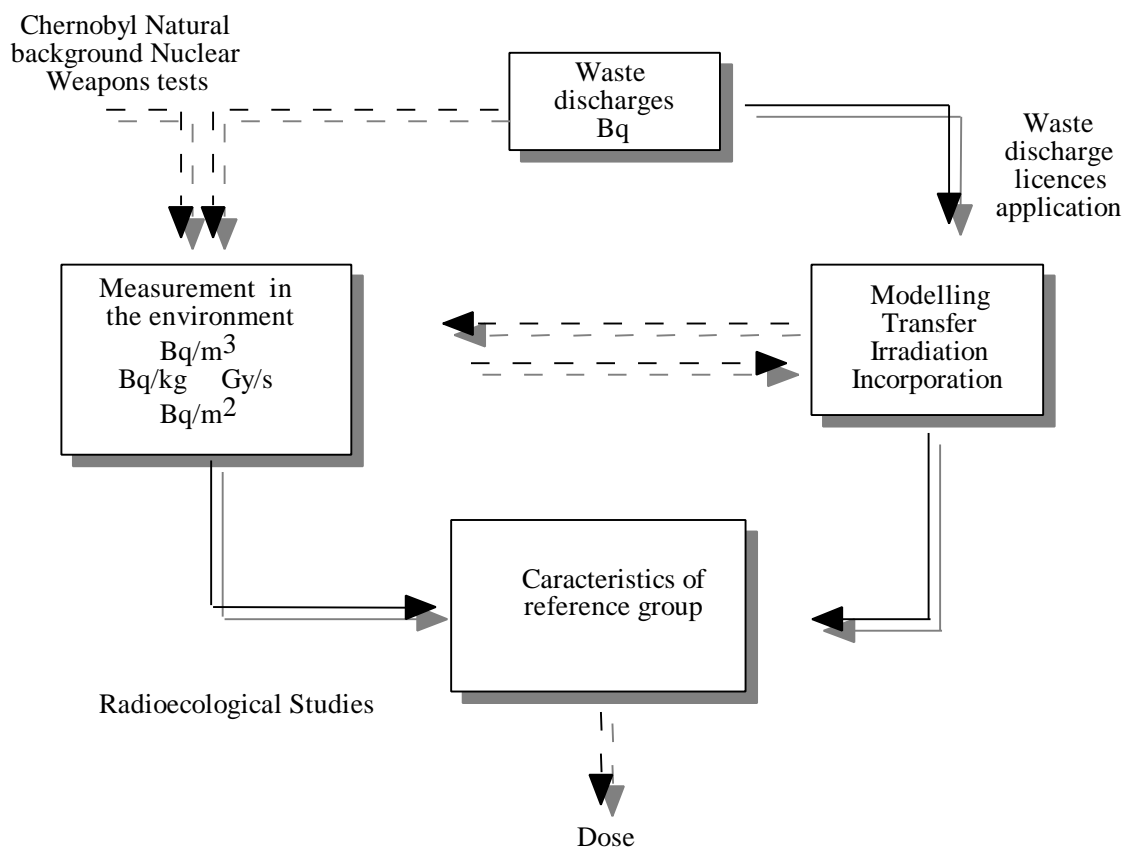 Chernobyl Natural
background Nuclear
Weapons tests
Waste
discharges
Bq
Waste
discharge
licences
application
Measurement in
the environment
Bq/m3
Bq/kg Gy/s
Bq/m2
Modelling
Transfer
Irradiation
Incorporation
Caracteristics of
reference group
Radioecological Studies
Dose